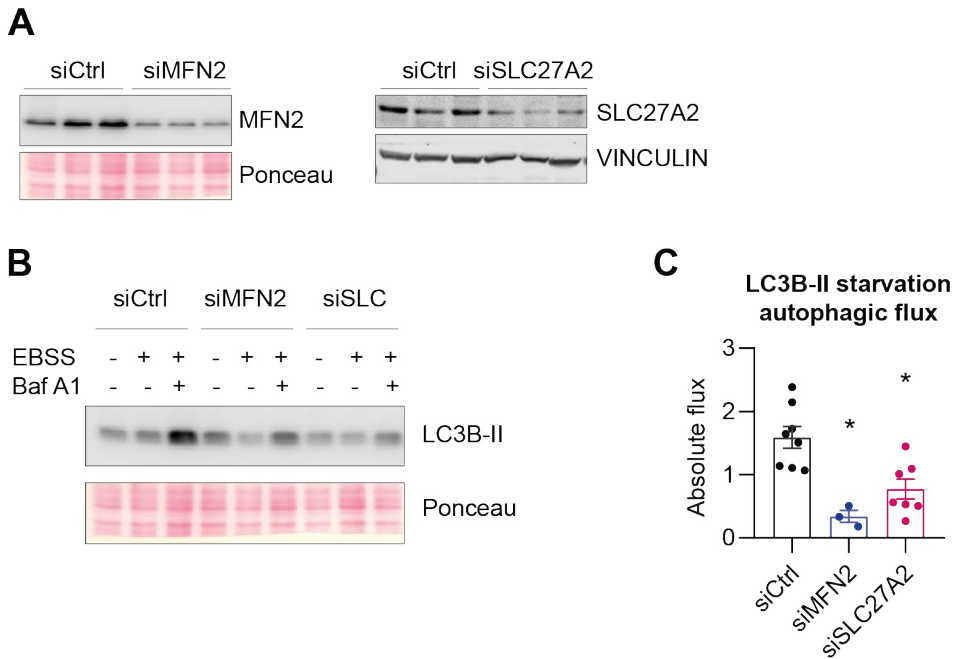 A
siCtrl siMFN2
MFN2
Ponceau
siCtrl siSLC27A2
SLC27A2
VINCULIN
B
siCtrl siMFN2 siSLC
EBSS - + + - + + - + +
Baf A1 - - + - - + - - +
LC3B-II
Ponceau
C
LC3B-II starvation
autophagic flux
Absolute flux
3
2
1
0
* *
siCtrl
siMFN2
siSLC27A2